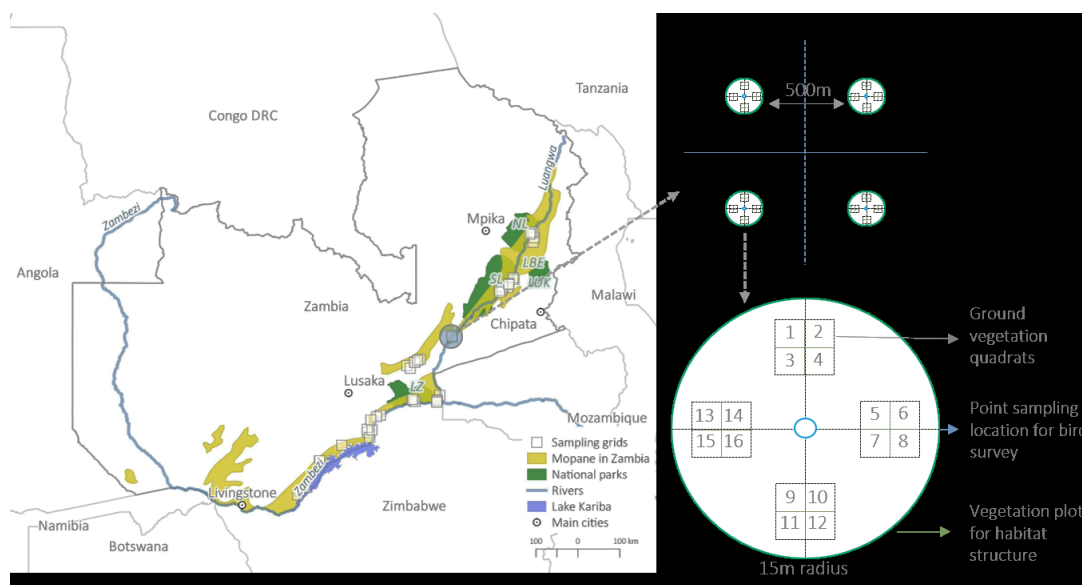 Tanzania
Congo DRC
Luangwa
Zambezi
Mpika
NL
Angola
LBE
SL
LUK
Zambia
Malawi
Chipata
Lusaka
LZ
Mozambique
Sampling grids
Mopane in Zambia
National parks
Rivers
Lake Kariba
Main cities
Zambezi
Livingstone
Zimbabwe
Namibia
Botswana
100 0 100 km
500m
1 2
3 4
13 14
15 16
5 6
7 8
9 10
11 12
15m radius
Ground
vegetation
quadrats
Point sampling
location for bird
survey
Vegetation plot
for habitat
structure